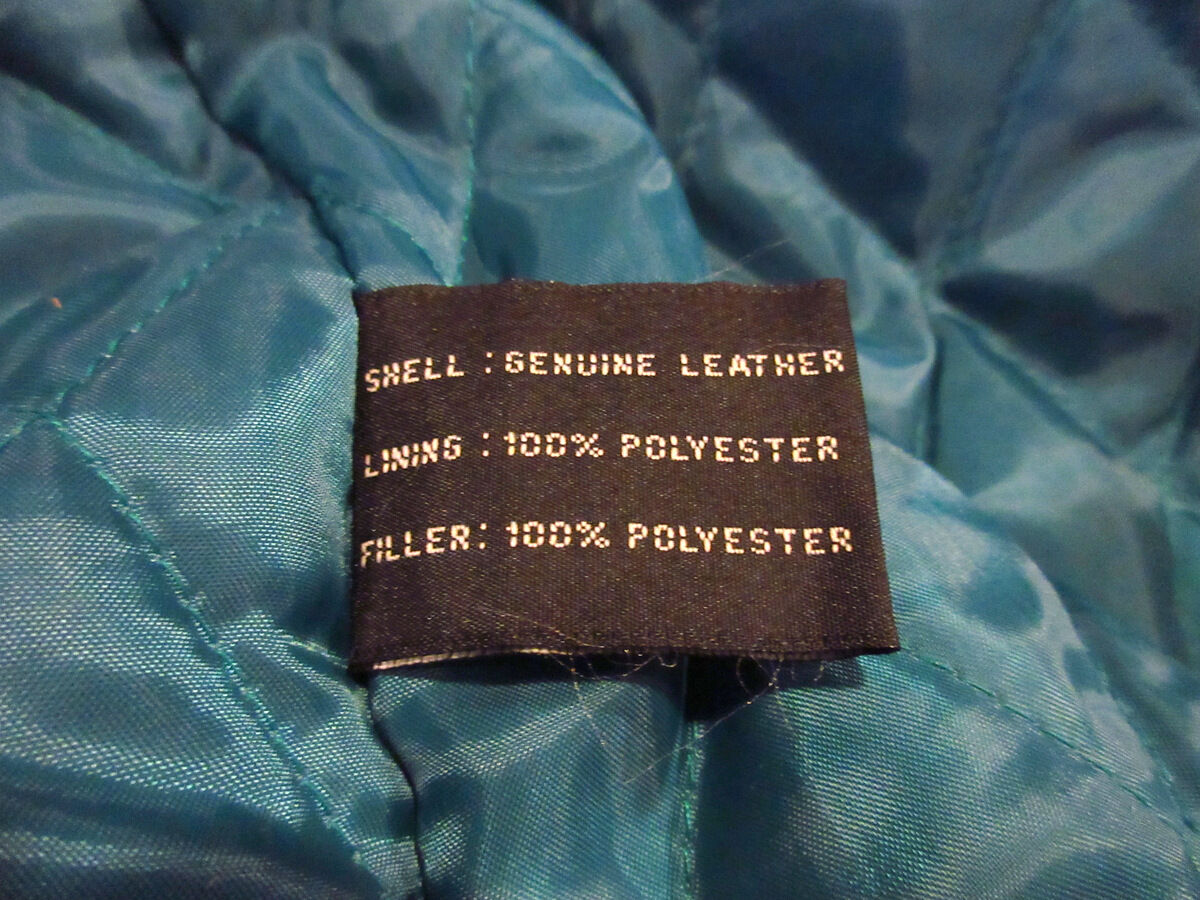 SHELL : GENUINE LEATHER
LINING : 100% POLYESTER
FILLER: 100% POLYESTER